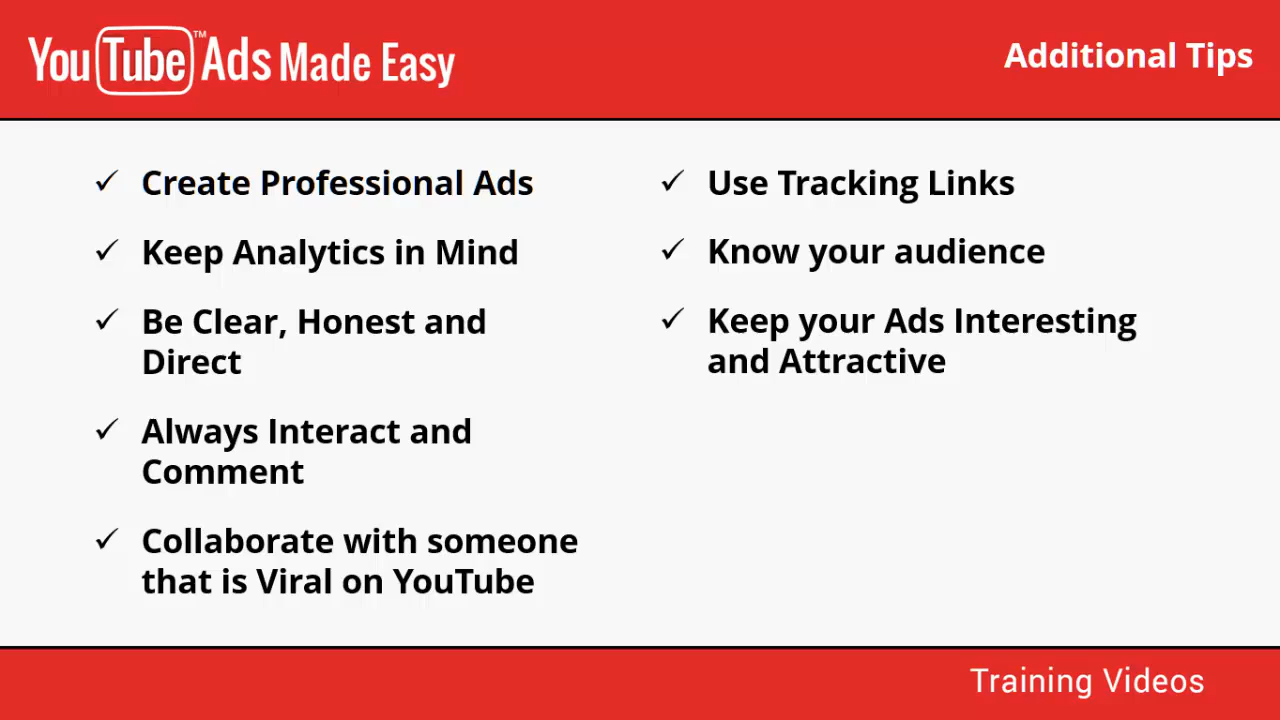 YouTube™ Ads Made Easy
Additional Tips
✓ Create Professional Ads
✓ Keep Analytics in Mind
✓ Be Clear, Honest and
Direct
✓ Always Interact and
Comment
✓ Collaborate with someone
that is Viral on YouTube
✓ Use Tracking Links
✓ Know your audience
✓ Keep your Ads Interesting
and Attractive
Training Videos